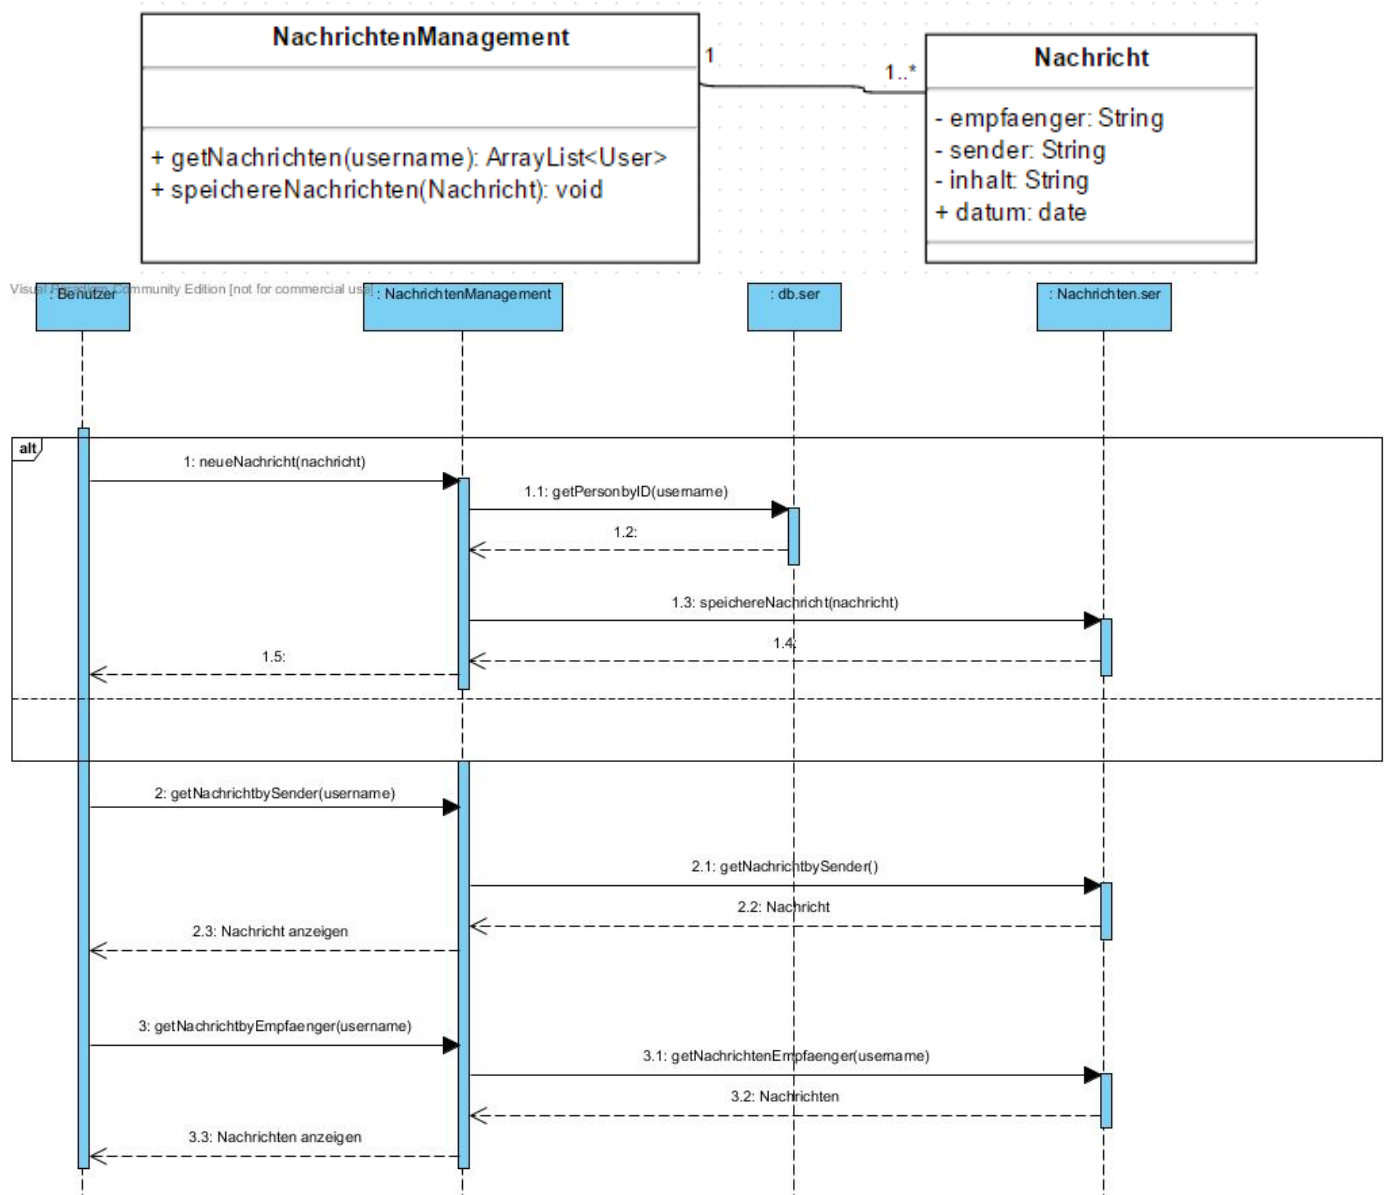 NachrichtenManagement
+ getNachrichten(username): ArrayList<User>
+ speichereNachrichten(Nachricht): void
1
1..*
Nachricht
- empfaenger: String
- sender: String
- inhalt: String
+ datum: date
Visual Paradigm Community Edition [not for commercial use]
: Benutzer
: NachrichtenManagement
: db.ser
: Nachrichten.ser
alt
1: neueNachricht(nachricht)
1.1: getPersonbyID(username)
1.2:
1.3: speichereNachricht(nachricht)
1.4:
1.5:
2: getNachrichtbySender(username)
2.1: getNachrichtbySender()
2.2: Nachricht
2.3: Nachricht anzeigen
3: getNachrichtbyEmpfaenger(username)
3.1: getNachrichtenEmpfaenger(username)
3.2: Nachrichten
3.3: Nachrichten anzeigen